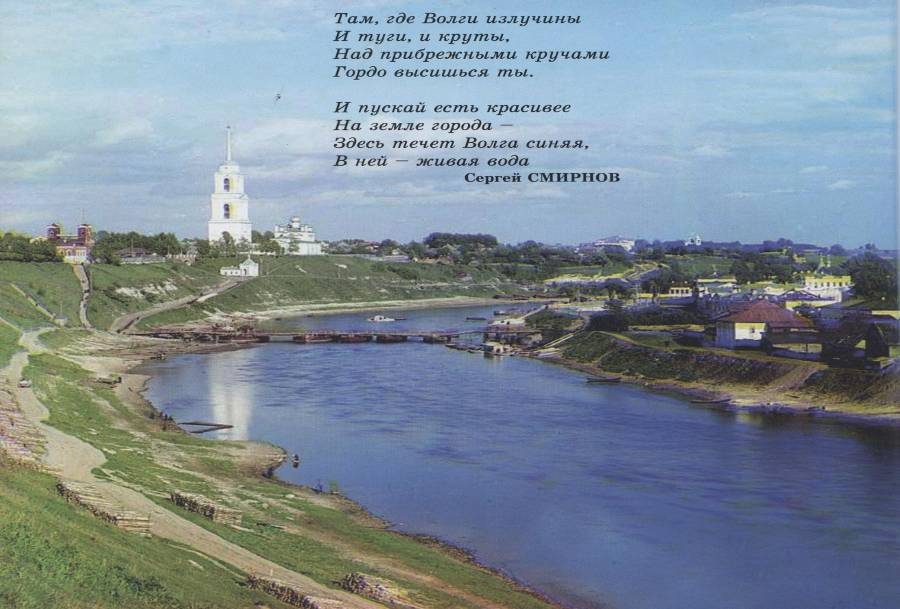 Там, где Волги излучины
И туги, и круты,
Над прибрежными кручами
Гордо высишься ты.
И пускай есть красивее
На земле города –
Здесь течет Волга синяя,
В ней – живая вода
Сергей СМИРНОВ